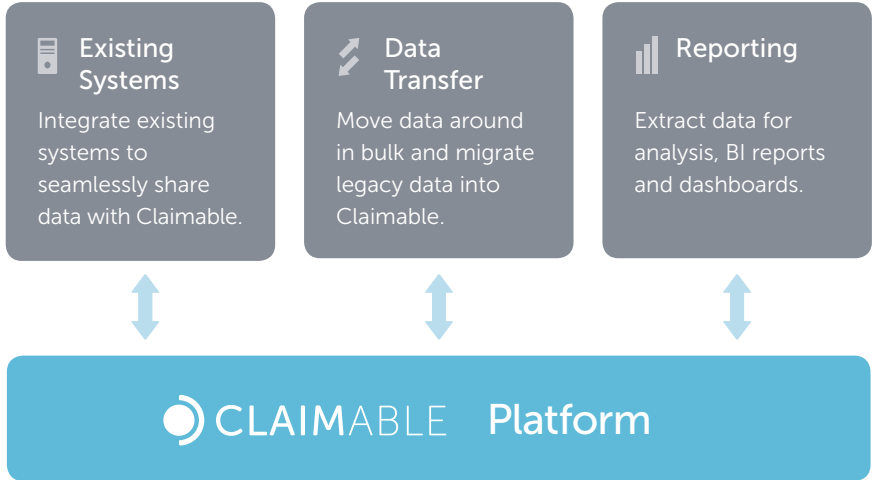 Existing
Systems
Integrate existing
systems to
seamlessly share
data with Claimable.
Data
Transfer
Move data around
in bulk and migrate
legacy data into
Claimable.
Reporting
Extract data for
analysis, BI reports
and dashboards.
CLAIMABLE Platform